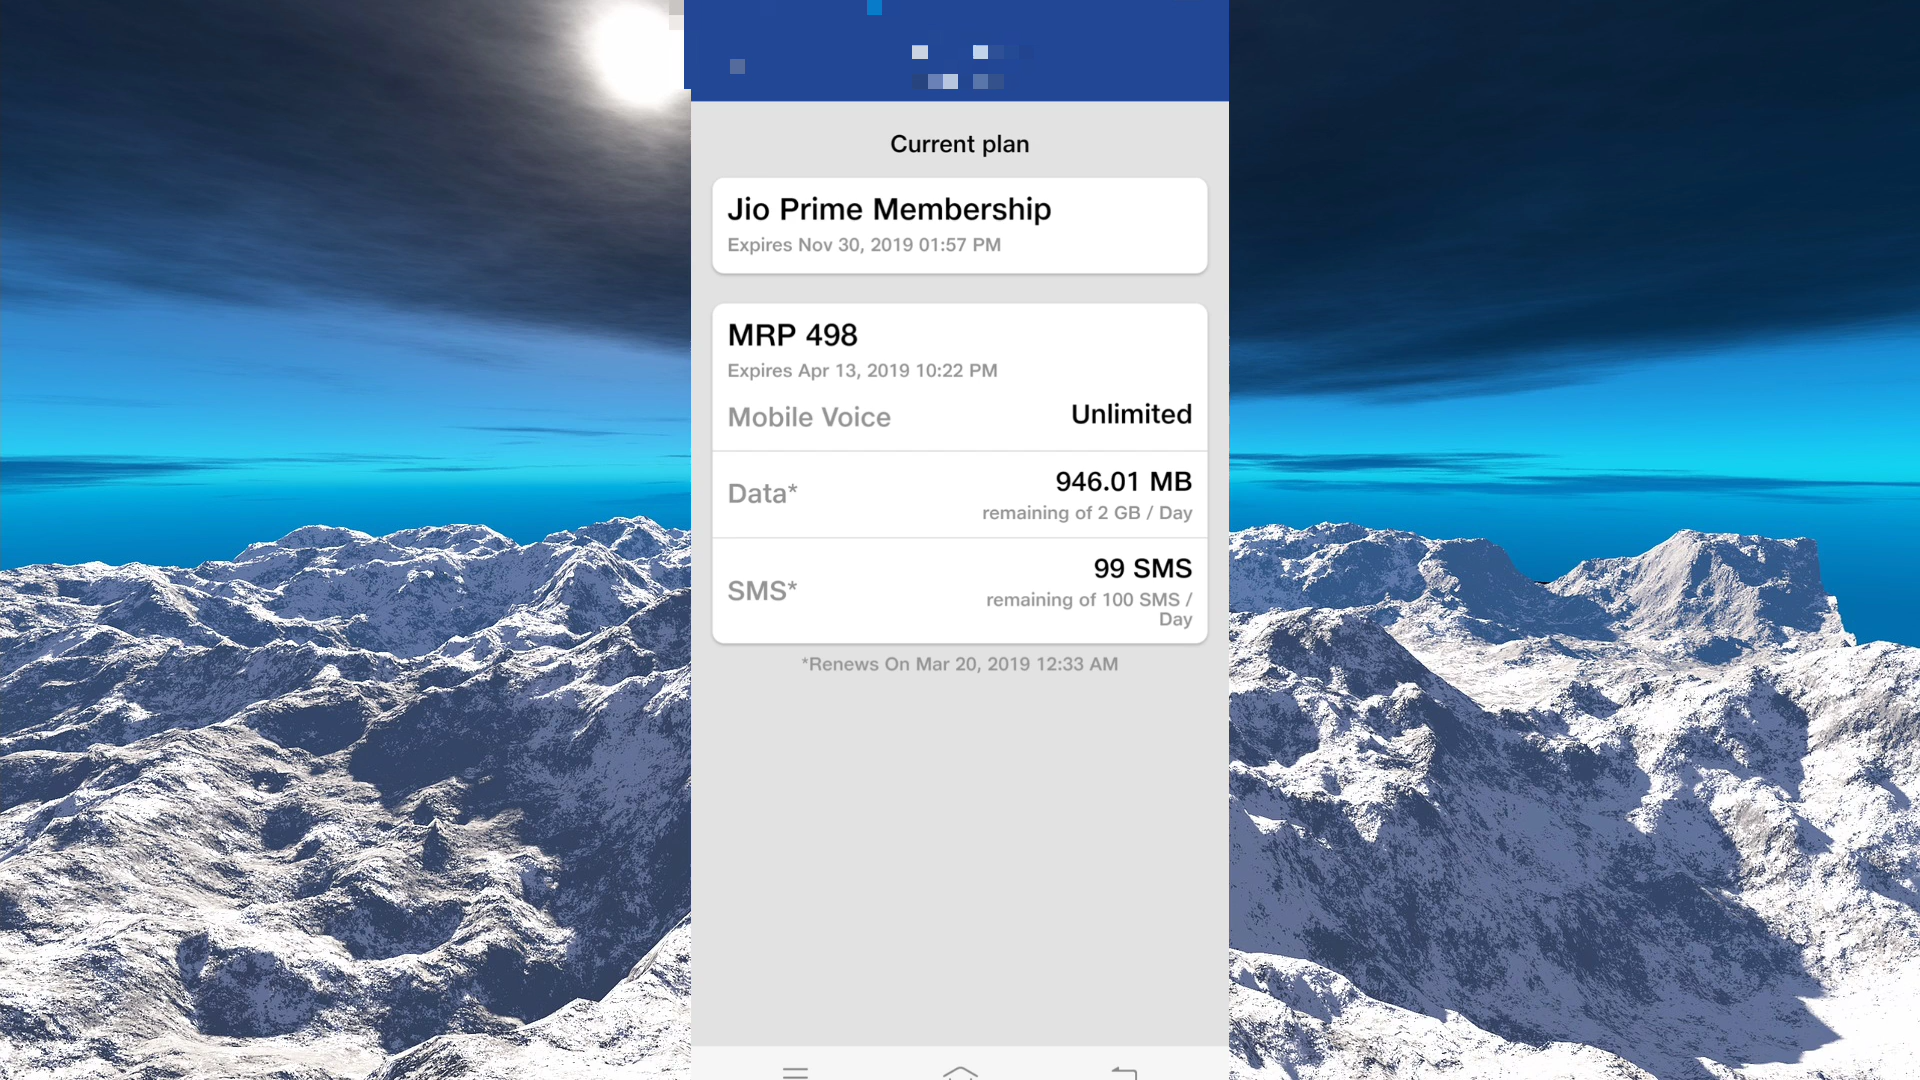 Current plan
Jio Prime Membership
Expires Nov 30, 2019 01:57 PM
MRP 498
Expires Apr 13, 2019 10:22 PM
Mobile Voice
Unlimited
Data*
946.01 MB
remaining of 2 GB / Day
SMS*
99 SMS
remaining of 100 SMS /
Day
*Renews On Mar 20, 2019 12:33 AM